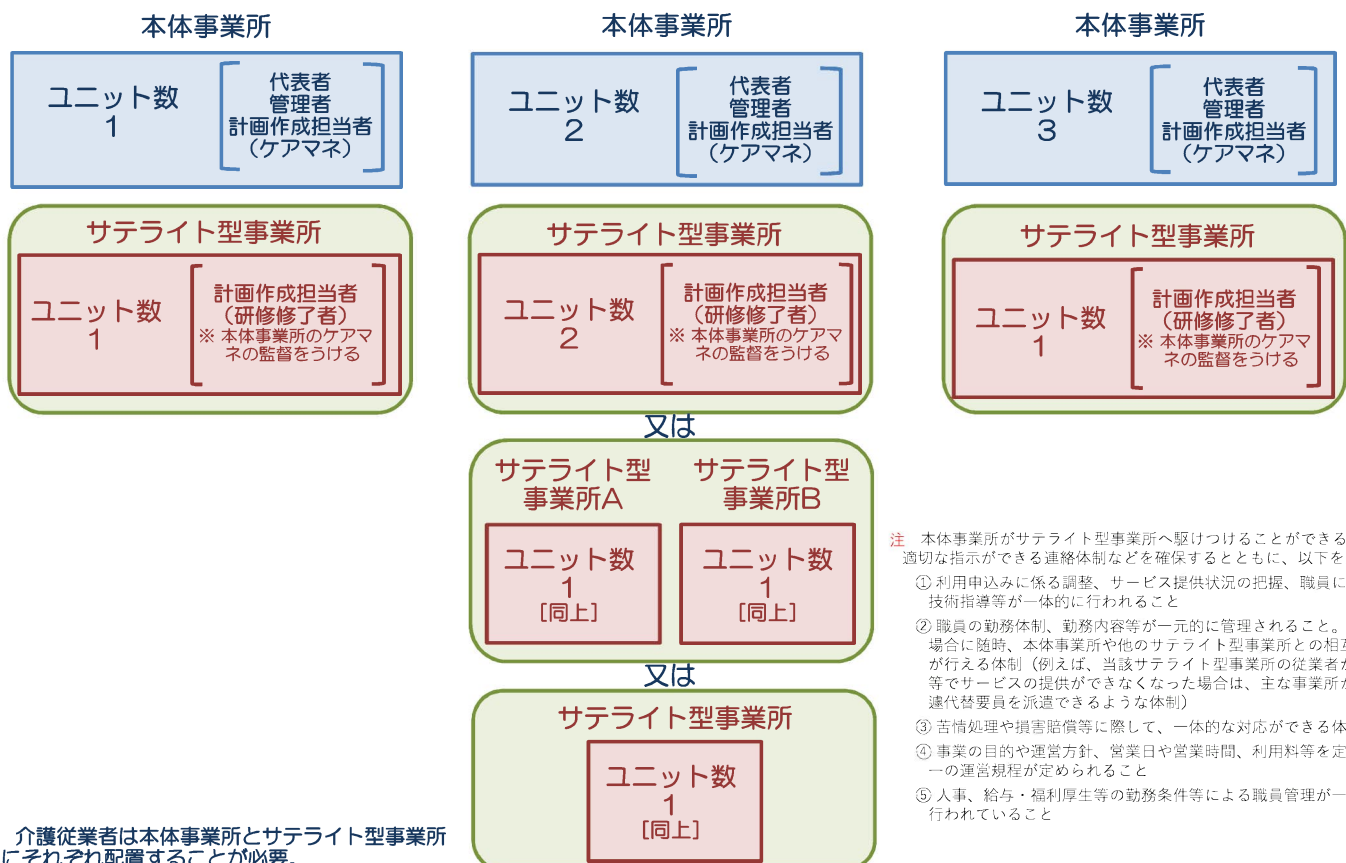 本体事業所
ユニット数
1
代表者
管理者
計画作成担当者
（ケアマネ）
サテライト型事業所
ユニット数
1
計画作成担当者
（研修修了者）
※ 本体事業所のケアマ
ネの監督をうける
本体事業所
ユニット数
2
代表者
管理者
計画作成担当者
（ケアマネ）
サテライト型事業所
ユニット数
2
計画作成担当者
（研修修了者）
※ 本体事業所のケアマ
ネの監督をうける
又は
サテライト型
事業所A
ユニット数
1
［同上］
サテライト型
事業所B
ユニット数
1
［同上］
又は
サテライト型事業所
ユニット数
1
［同上］
本体事業所
ユニット数
3
代表者
管理者
計画作成担当者
（ケアマネ）
サテライト型事業所
ユニット数
1
計画作成担当者
（研修修了者）
※ 本体事業所のケアマ
ネの監督をうける
注 本体事業所がサテライト型事業所へ駆けつけることができる
適切な指示ができる連絡体制などを確保するとともに、以下を
① 利用申込みに係る調整、サービス提供状況の把握、職員に
技術指導等が一体的に行われること
② 職員の勤務体制、勤務内容等が一元的に管理されること。
場合に随時、本体事業所や他のサテライト型事業所との相互
が行える体制（例えば、当該サテライト型事業所の従業者が
等でサービスの提供ができなくなった場合は、主な事業所か
遽代替要員を派遣できるような体制）
③ 苦情処理や損害賠償等に際して、一体的な対応ができる体
④ 事業の目的や運営方針、営業日や営業時間、利用料等を定
一の運営規程が定められること
⑤ 人事、給与・福利厚生等の勤務条件等による職員管理が一
行われていること
介護従業者は本体事業所とサテライト型事業所
にそれぞれ配置することが必要。